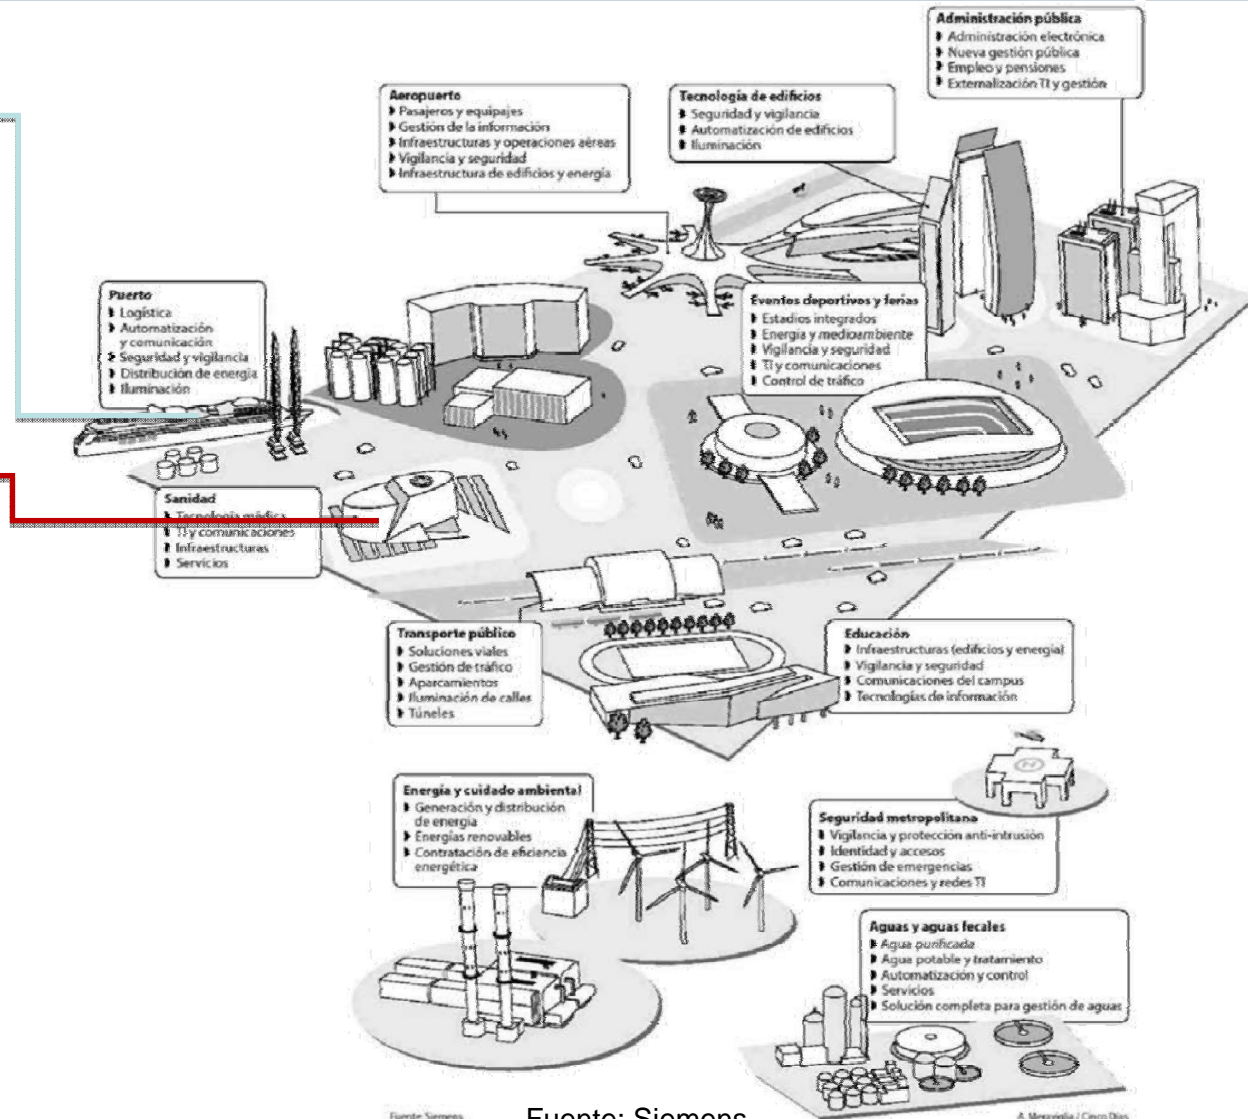 Administración pública
Administración electrónica
Nueva gestión pública
Empleo y pensiones
Externalización TI y gestión
Aeropuerto
Pasajeros y equipajes
Gestión de la información
Infraestructuras y operaciones aéreas
Vigilancia y seguridad
Infraestructura de edificios y energía
Tecnología de edificios
Seguridad y vigilancia
Automatización de edificios
Iluminación
Puerto
Logística
Automatización
y comunicación
Seguridad y vigilancia
Distribución de energía
Iluminación
Eventos deportivos y ferias
Estadios integrados
Energía y medioambiente
Vigilancia y seguridad
TI y comunicaciones
Control de tráfico
Sanidad
Tecnología médica
TI y comunicaciones
Infraestructuras
Servicios
Transporte público
Soluciones viales
Gestión de tráfico
Aparcamientos
Iluminación de calles
Túneles
Educación
Infraestructuras (edificios y energía)
Vigilancia y seguridad
Comunicaciones del campus
Tecnologías de información
Energía y cuidado ambiental
Generación y distribución
de energía
Energías renovables
Contratación de eficiencia
energética
H
Seguridad metropolitana
Vigilancia y protección anti-intrusión
Identidad y accesos
Gestión de emergencias
Comunicaciones y redes TI
Aguas y aguas fecales
Agua purificada
Agua potable y tratamiento
Automatización y control
Servicios
Solución completa para gestión de aguas
Fuente: Siemens
Fuente: Siemens
/ Cinco Días